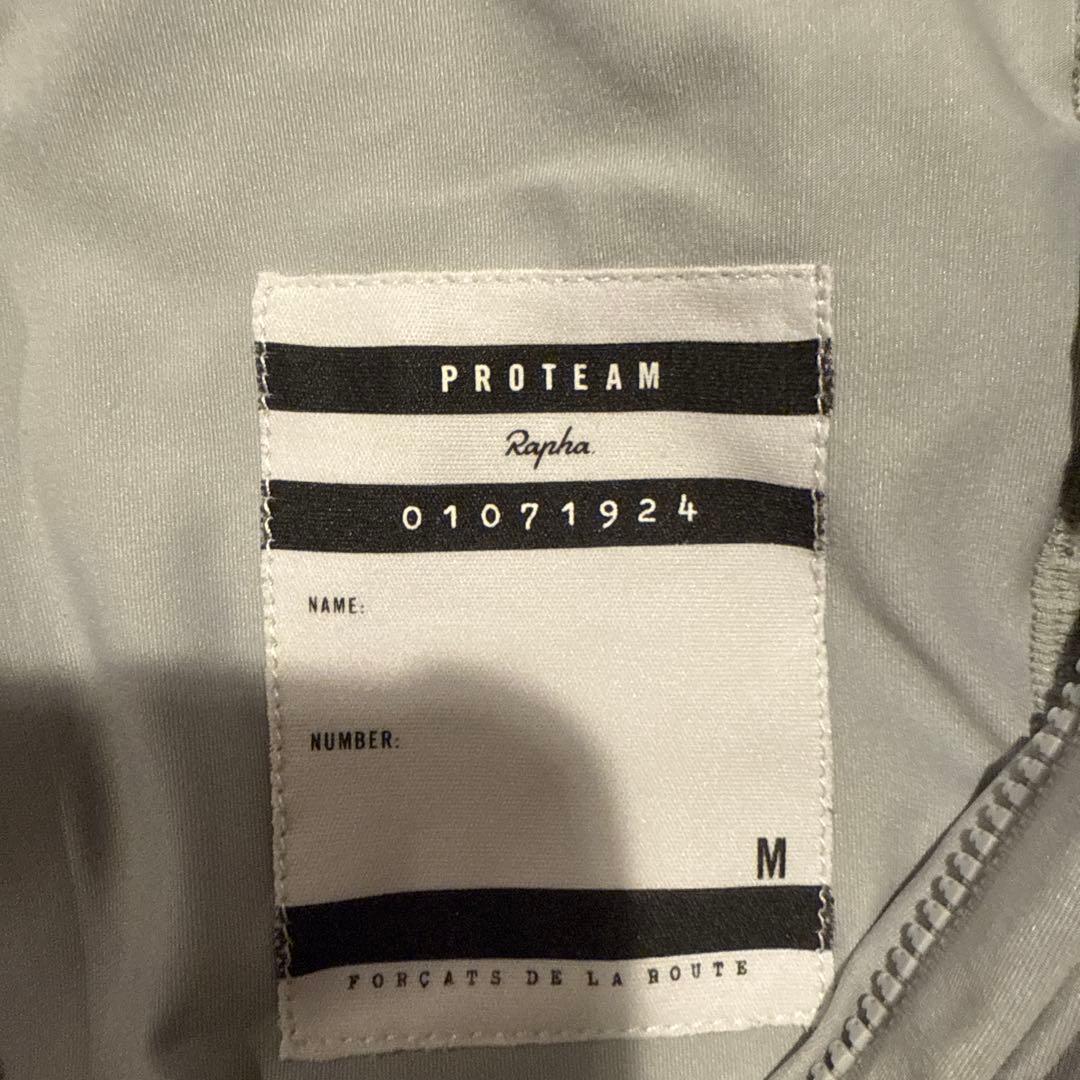 PROTEAM
Rapha.
01071924
NAME:
NUMBER:
M
FORÇATS DE LA ROUTE